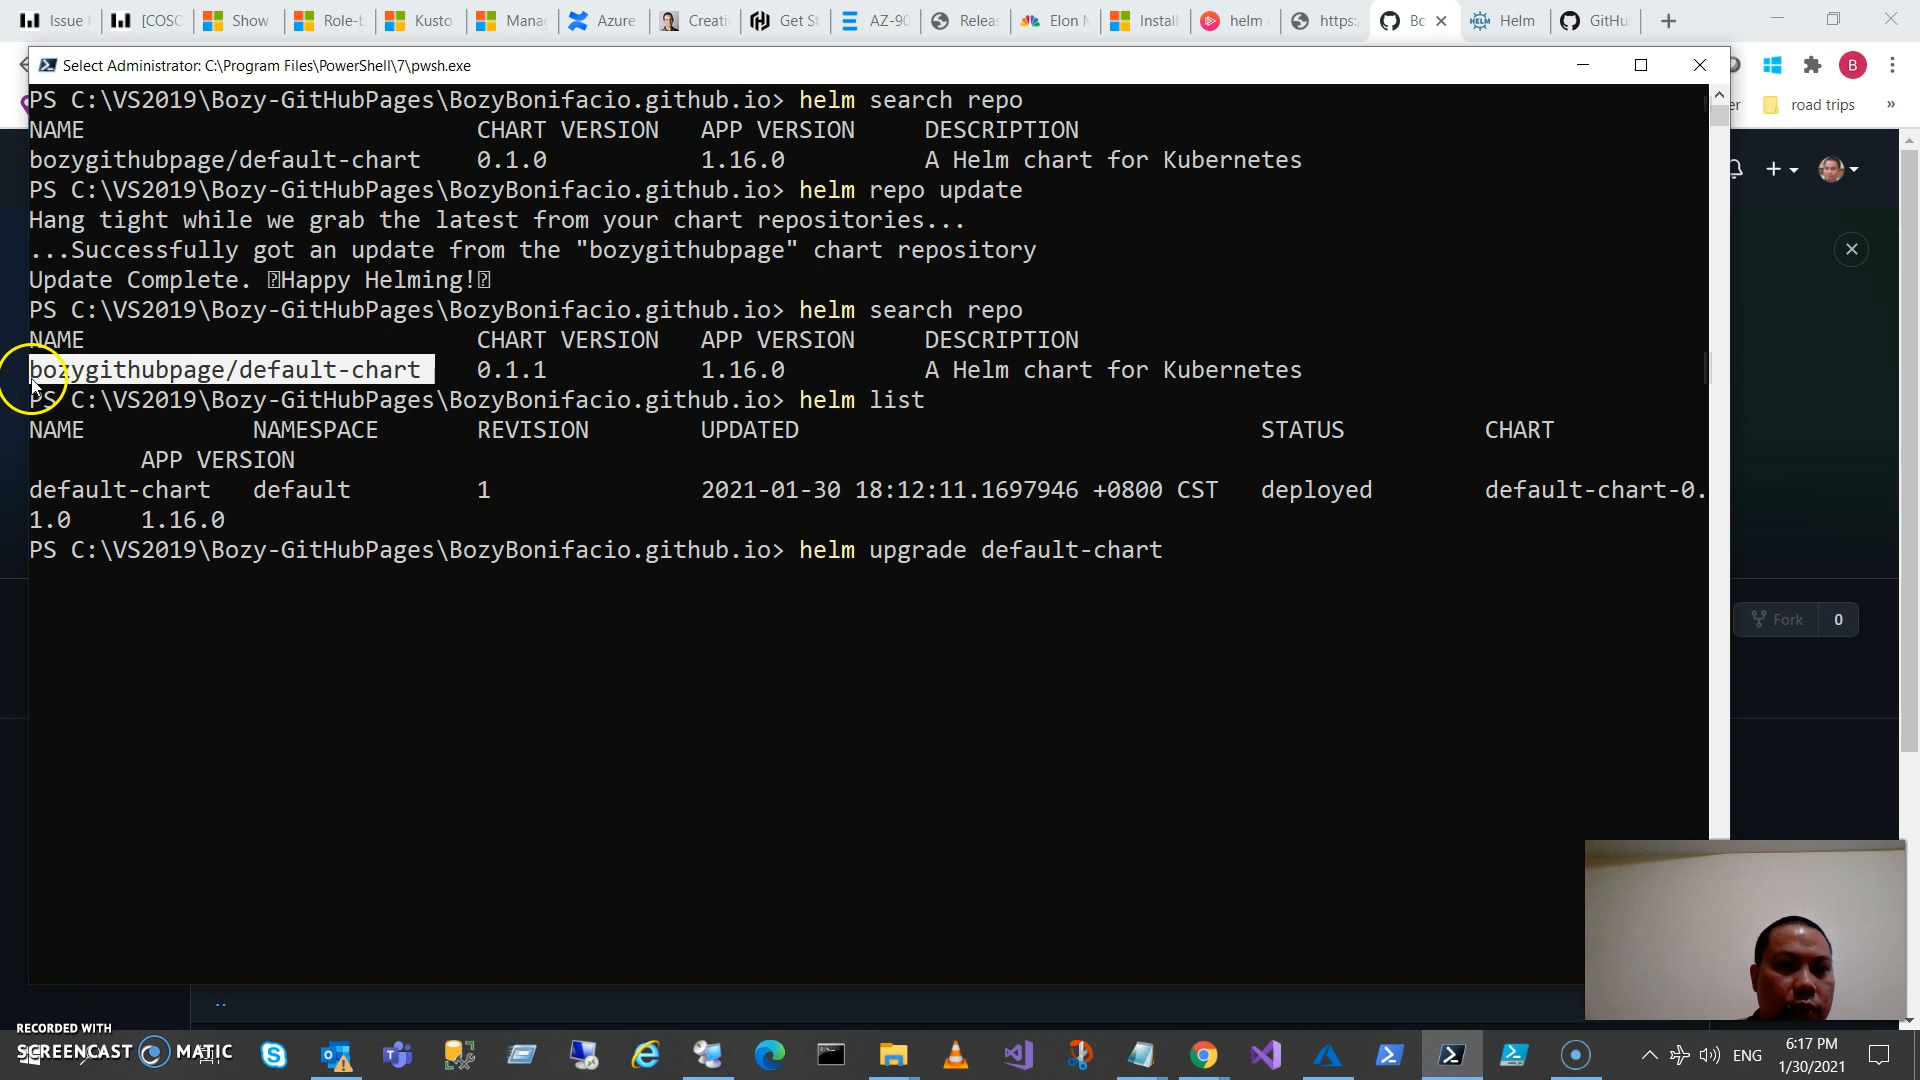 Issue
[COSC
Show
Role-b
Kusto
Mana
Azure
Creati
Get St
AZ-90
Releas
Elon M
Install
helm
https:
Bo
Helm
GitHu
Select Administrator: C:\Program Files\PowerShell\7\pwsh.exe
B
er
road trips
»
PS C:\VS2019\Bozy-GitHubPages\BozyBonifacio.github.io> helm search repo
NAME CHART VERSION APP VERSION DESCRIPTION
bozygithubpage/default-chart 0.1.0 1.16.0 A Helm chart for Kubernetes
PS C:\VS2019\Bozy-GitHubPages\BozyBonifacio.github.io> helm repo update
Hang tight while we grab the latest from your chart repositories...
...Successfully got an update from the "bozygithubpage" chart repository
Update Complete. ⍰Happy Helming!⍰
PS C:\VS2019\Bozy-GitHubPages\BozyBonifacio.github.io> helm search repo
NAME CHART VERSION APP VERSION DESCRIPTION
bozygithubpage/default-chart 0.1.1 1.16.0 A Helm chart for Kubernetes
PS C:\VS2019\Bozy-GitHubPages\BozyBonifacio.github.io> helm list
NAME NAMESPACE REVISION UPDATED STATUS CHART
APP VERSION
default-chart default 1 2021-01-30 18:12:11.1697946 +0800 CST deployed default-chart-0.
1.0 1.16.0
PS C:\VS2019\Bozy-GitHubPages\BozyBonifacio.github.io> helm upgrade default-chart
Fork 0
..
RECORDED WITH
SCREENCAST MATIC
ENG
6:17 PM
1/30/2021